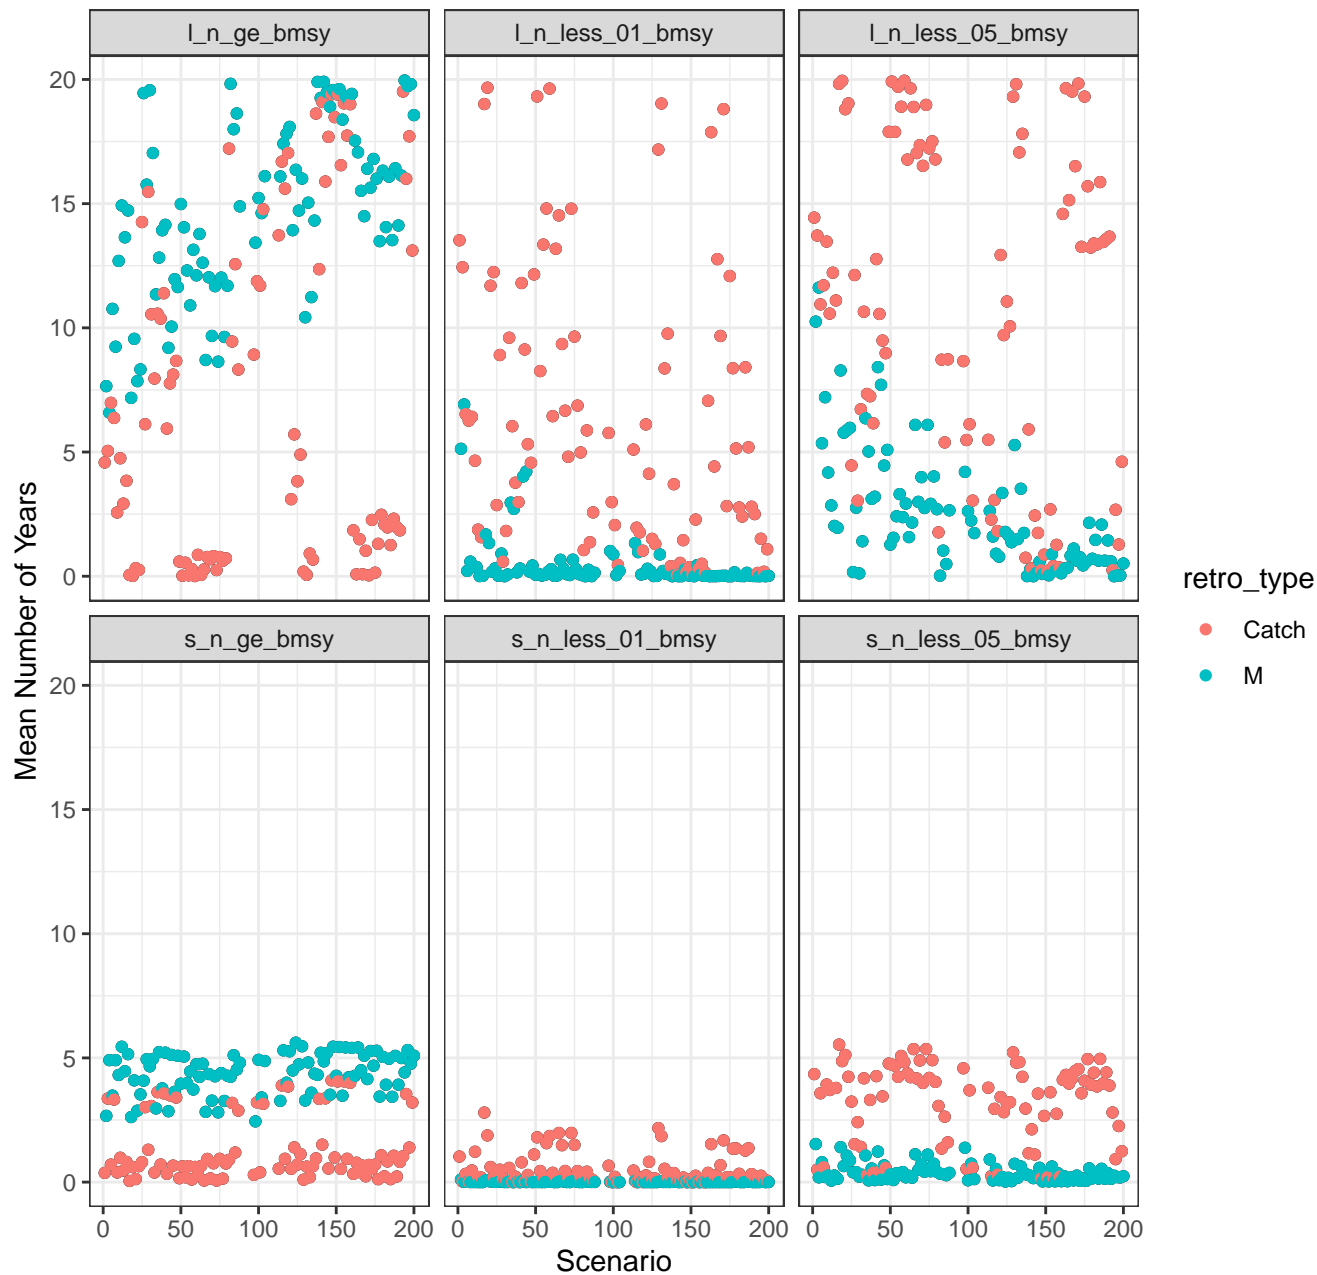 l_n_ge_bmsy
l_n_less_01_bmsy
l_n_less_05_bmsy
20
15
10
5
0
s_n_ge_bmsy
s_n_less_01_bmsy
s_n_less_05_bmsy
20
15
10
5
0
0 50 100 150 200
0 50 100 150 200
0 50 100 150 200
Scenario
Mean Number of Years
retro_type
Catch
M